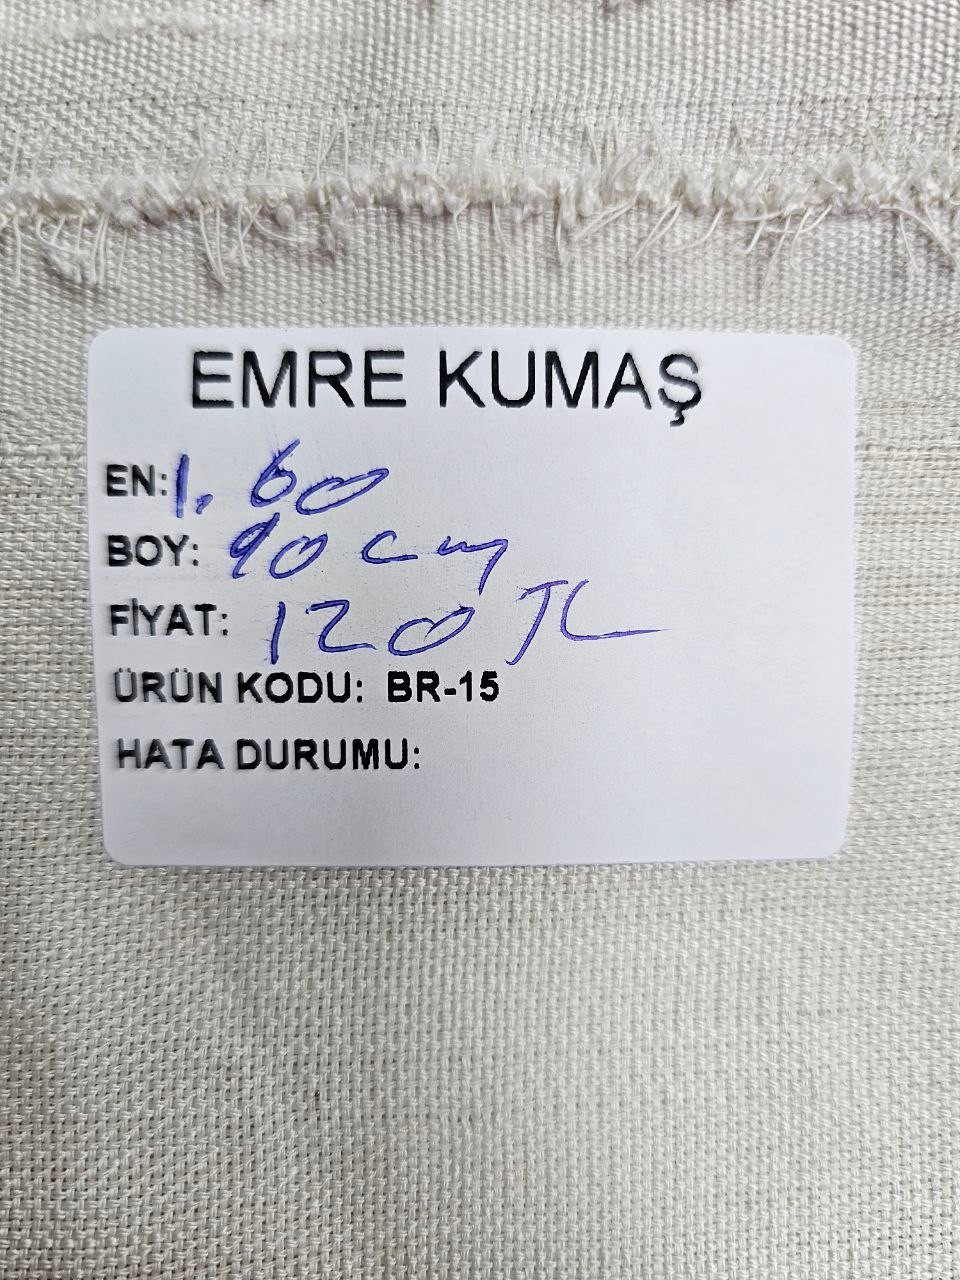 EMRE KUMAŞ
EN: 1.60
BOY: 90 cm
FİYAT: 120 TL
ÜRÜN KODU: BR-15
HATA DURUMU: